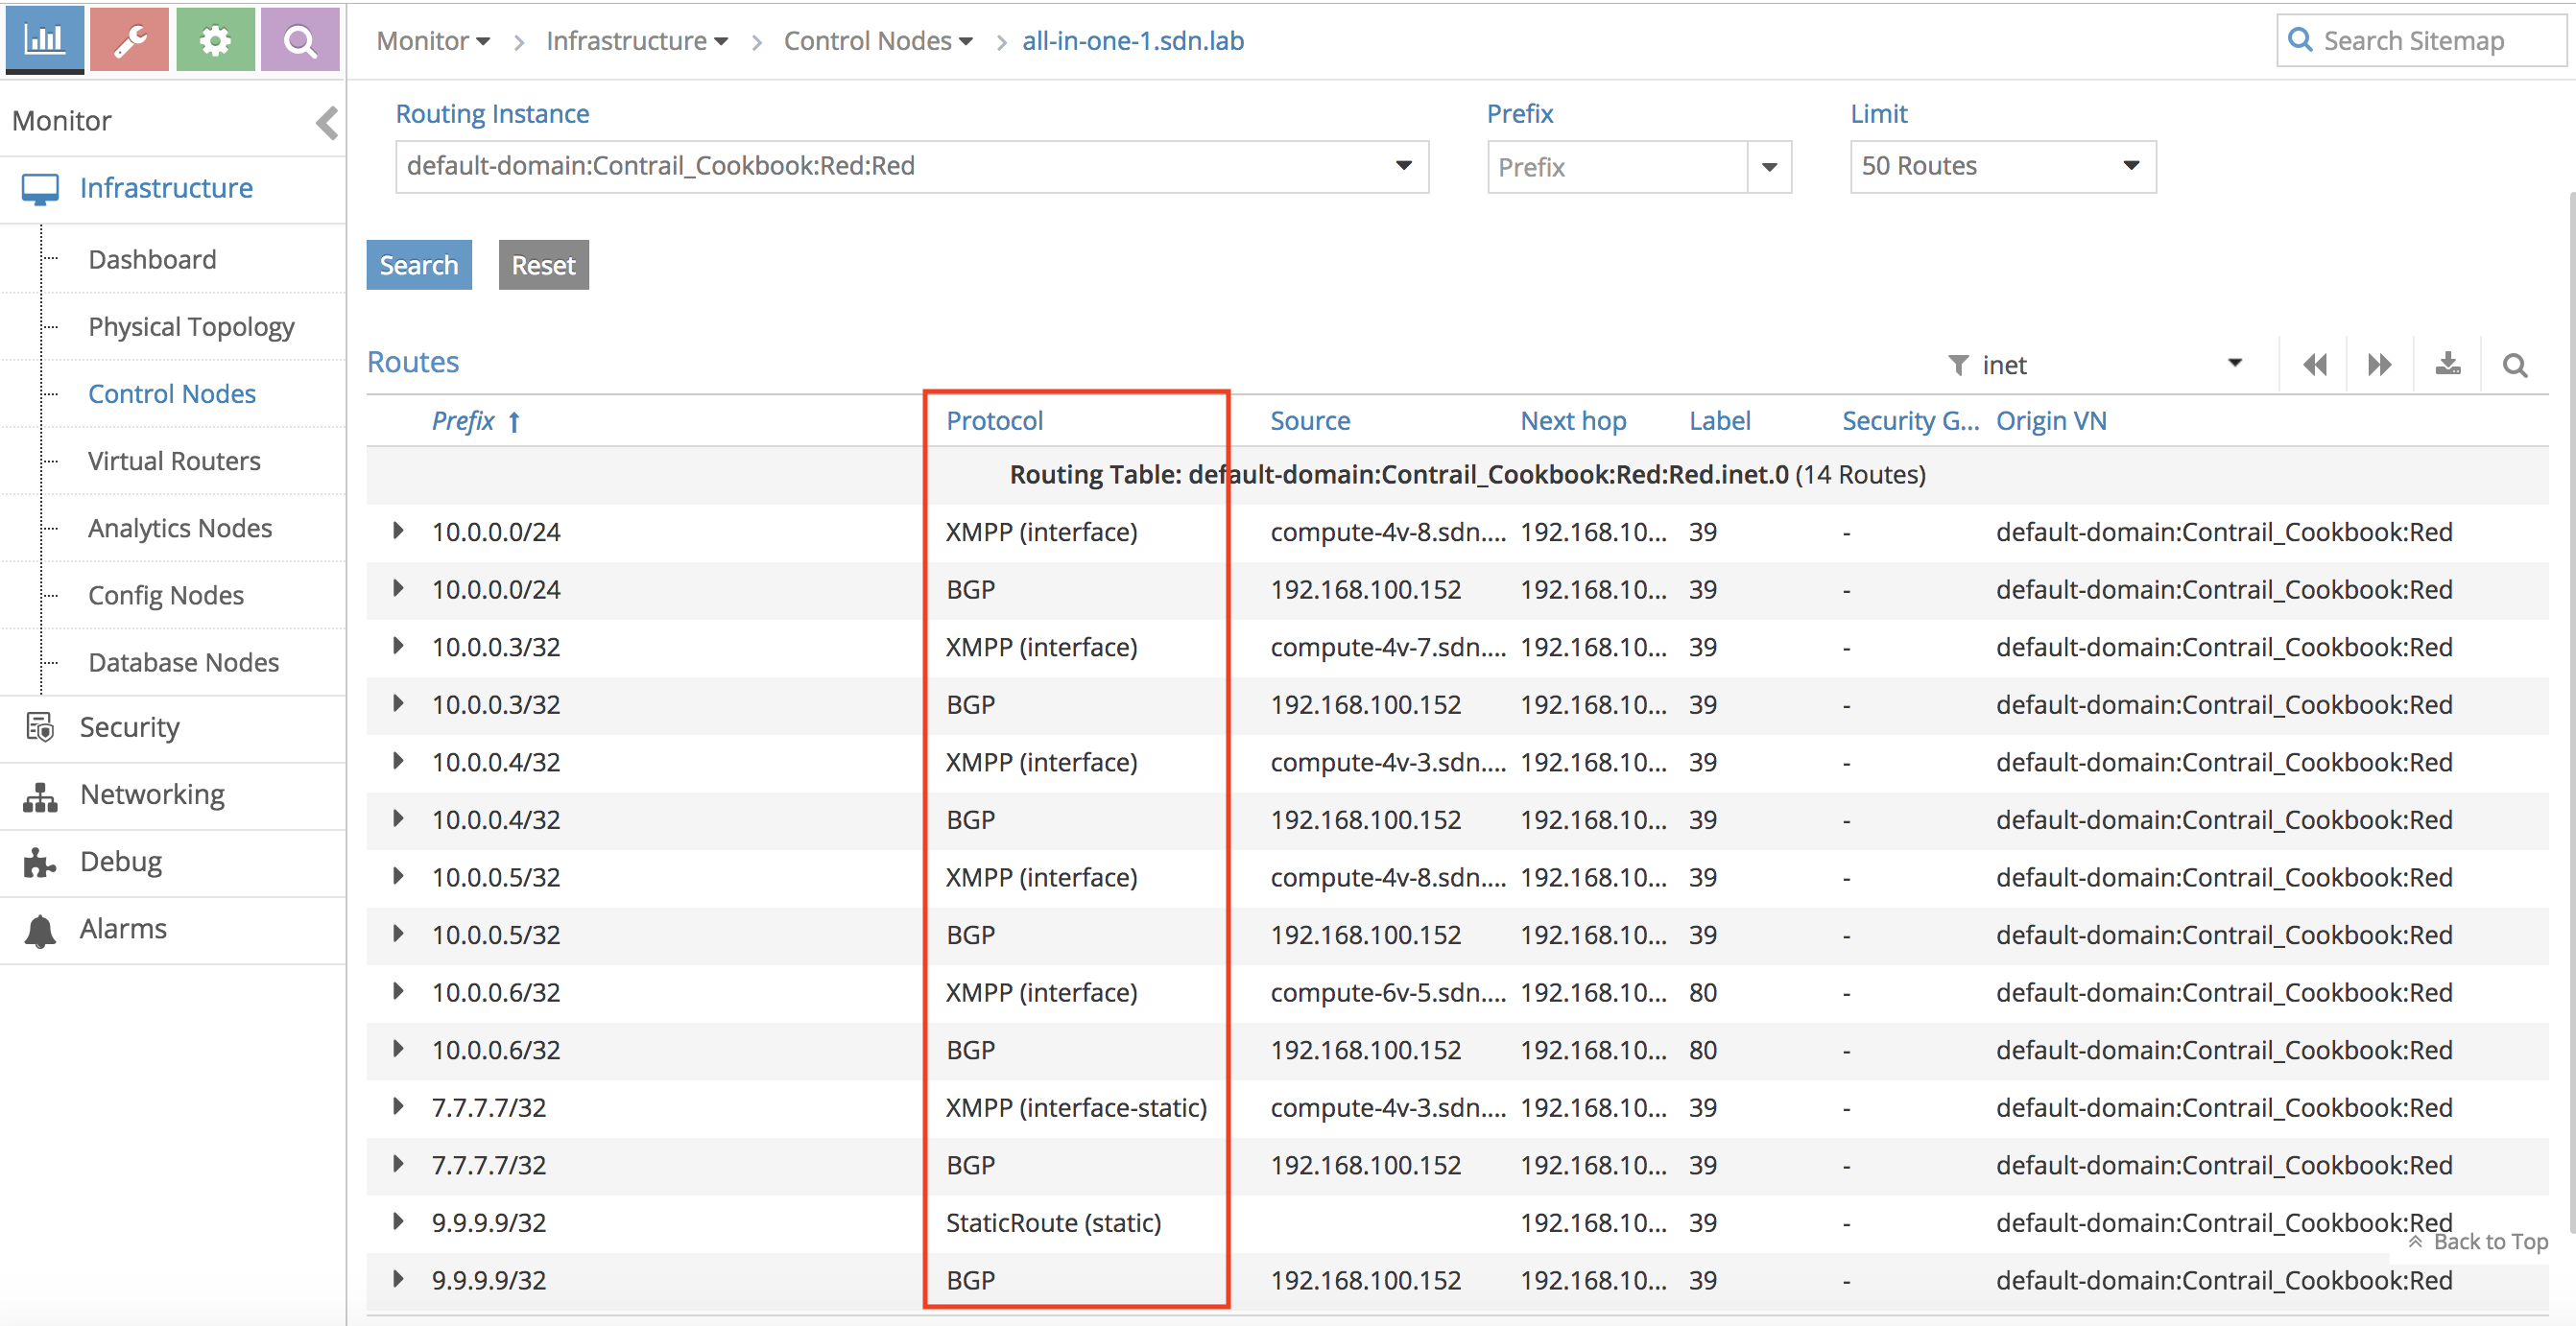 Monitor Infrastructure Control Nodes all-in-one-1.sdn.lab Search Sitemap
Monitor
Infrastructure
Dashboard
Physical Topology
Control Nodes
Virtual Routers
Analytics Nodes
Config Nodes
Database Nodes
Security
Networking
Debug
Alarms
Routing Instance Prefix Limit
default-domain:Contrail_Cookbook:Red:Red Prefix 50 Routes
Search Reset
Routes inet
Prefix Protocol Source Next hop Label Security G... Origin VN
Routing Table: default-domain:Contrail_Cookbook:Red:Red.inet.0 (14 Routes)
10.0.0.0/24 XMPP (interface) compute-4v-8.sdn.... 192.168.10... 39 - default-domain:Contrail_Cookbook:Red
10.0.0.0/24 BGP 192.168.100.152 192.168.10... 39 - default-domain:Contrail_Cookbook:Red
10.0.0.3/32 XMPP (interface) compute-4v-7.sdn.... 192.168.10... 39 - default-domain:Contrail_Cookbook:Red
10.0.0.3/32 BGP 192.168.100.152 192.168.10... 39 - default-domain:Contrail_Cookbook:Red
10.0.0.4/32 XMPP (interface) compute-4v-3.sdn.... 192.168.10... 39 - default-domain:Contrail_Cookbook:Red
10.0.0.4/32 BGP 192.168.100.152 192.168.10... 39 - default-domain:Contrail_Cookbook:Red
10.0.0.5/32 XMPP (interface) compute-4v-8.sdn.... 192.168.10... 39 - default-domain:Contrail_Cookbook:Red
10.0.0.5/32 BGP 192.168.100.152 192.168.10... 39 - default-domain:Contrail_Cookbook:Red
10.0.0.6/32 XMPP (interface) compute-6v-5.sdn.... 192.168.10... 80 - default-domain:Contrail_Cookbook:Red
10.0.0.6/32 BGP 192.168.100.152 192.168.10... 80 - default-domain:Contrail_Cookbook:Red
7.7.7.7/32 XMPP (interface-static) compute-4v-3.sdn.... 192.168.10... 39 - default-domain:Contrail_Cookbook:Red
7.7.7.7/32 BGP 192.168.100.152 192.168.10... 39 - default-domain:Contrail_Cookbook:Red
9.9.9.9/32 StaticRoute (static) 192.168.10... 39 - default-domain:Contrail_Cookbook:Red
Back to Top
9.9.9.9/32 BGP 192.168.100.152 192.168.10... 39 - default-domain:Contrail_Cookbook:Red